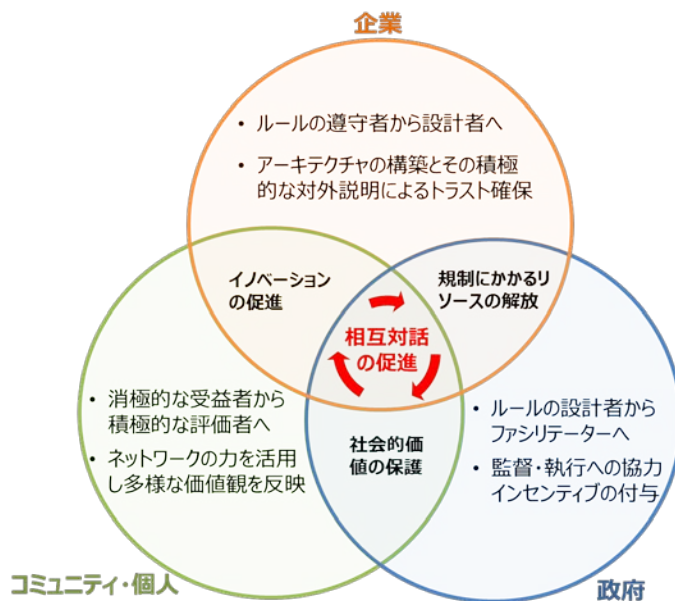 企業
• ルールの遵守者から設計者へ
• アーキテクチャの構築とその積極
的な対外説明によるトラスト確保
イノベーション
の促進
規制にかかるリ
ソースの解放
相互対話
の促進
• 消極的な受益者から
積極的な評価者へ
• ネットワークの力を活用
し多様な価値観を反映
社会的価
値の保護
• ルールの設計者から
ファシリテーターへ
• 監督・執行への協力
インセンティブの付与
コミュニティ・個人
政府